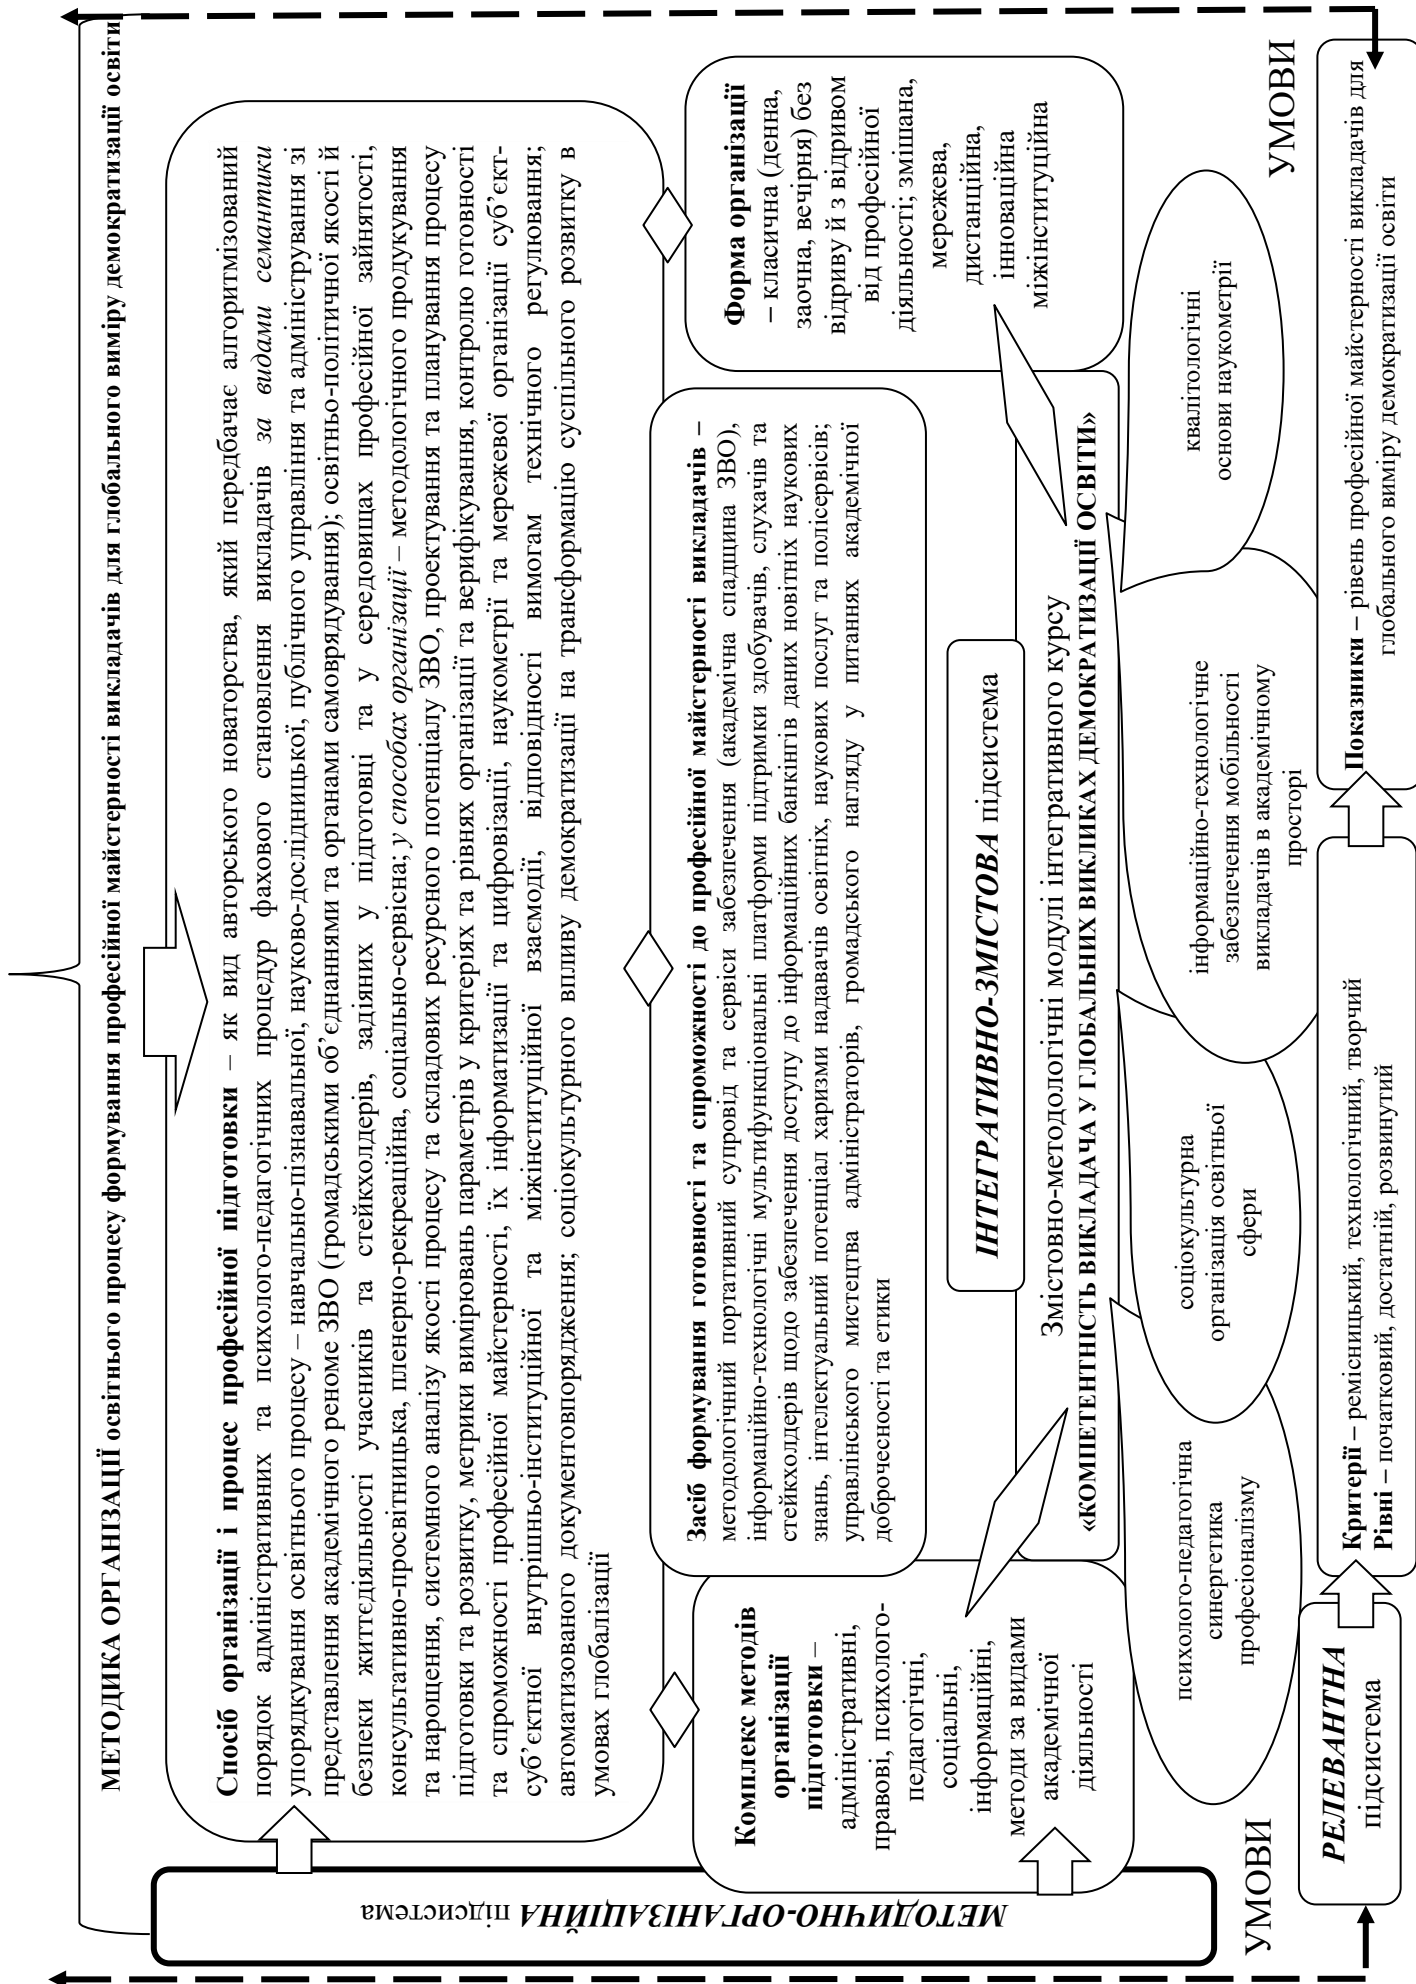 МЕТОДИКА ОРГАНІЗАЦІЇ освітнього процесу формування професійної майстерності викладачів для глобального виміру демократизації освіти
Спосіб організації і процес професійної підготовки – як вид авторського новаторства, який передбачає алгоритмізований
порядок адміністративних та психолого-педагогічних процедур фахового становлення викладачів за видами семантики
упорядкування освітнього процесу – навчально-пізнавальної, науково-дослідницької, публічного управління та адміністрування зі
представлення академічного реноме ЗВО (громадськими об’єднаннями та органами самоврядування); освітньо-політичної якості й
безпеки життєдіяльності учасників та стейкхолдерів, задіяних у підготовці та у середовищах професійної зайнятості,
консультативно-просвітницька, пленерно-рекреаційна, соціально-сервісна; у способах організації – методологічного продукування
та нарощення, системного аналізу якості процесу та складових ресурсного потенціалу ЗВО, проектування та планування процесу
підготовки та розвитку, метрики вимірювань параметрів у критеріях та рівнях організації та верифікування, контролю готовності
та спроможності професійної майстерності, їх інформатизації та цифровізації, наукометрії та мережевої організації суб’єкт-
суб’єктної внутрішньо-інституційної та міжінституційної взаємодії, відповідності вимогам технічного регулювання;
автоматизованого документовпорядження; соціокультурного впливу демократизації на трансформацію суспільного розвитку в
умовах глобалізації
МЕТОДИЧНО-ОРГАНІЗАЦІЙНА підсистема
Комплекс методів
організації
підготовки –
адміністративні,
правові, психолого-
педагогічні,
соціальні,
інформаційні,
методи за видами
академічної
діяльності
Засіб формування готовності та спроможності до професійної майстерності викладачів –
методологічний портативний супровід та сервіси забезпечення (академічна спадщина ЗВО),
інформаційно-технологічні мультифункціональні платформи підтримки здобувачів, слухачів та
стейкхолдерів щодо забезпечення доступу до інформаційних банкінгів даних новітніх наукових
знань, інтелектуальний потенціал харизми надавачів освітніх, наукових послуг та полісервісів;
управлінського мистецтва адміністраторів, громадського нагляду у питаннях академічної
доброчесності та етики
Форма організації
– класична (денна,
заочна, вечірня) без
відриву й з відривом
від професійної
діяльності; змішана,
мережева,
дистанційна,
інноваційна
міжінституційна
ІНТЕГРАТИВНО-ЗМІСТОВА підсистема
Змістовно-методологічні модулі інтегративного курсу
«КОМПЕТЕНТНІСТЬ ВИКЛАДАЧА У ГЛОБАЛЬНИХ ВИКЛИКАХ ДЕМОКРАТИЗАЦІЇ ОСВІТИ»
УМОВИ
психолого-педагогічна
синергетика
професіоналізму
соціокультурна
організація освітньої
сфери
інформаційно-технологічне
забезпечення мобільності
викладачів в академічному
просторі
квалітологічні
основи наукометрії
УМОВИ
РЕЛЕВАНТНА
підсистема
Критерії – ремісницький, технологічний, творчий
Рівні – початковий, достатній, розвинутий
Показники – рівень професійної майстерності викладачів для
глобального виміру демократизації освіти